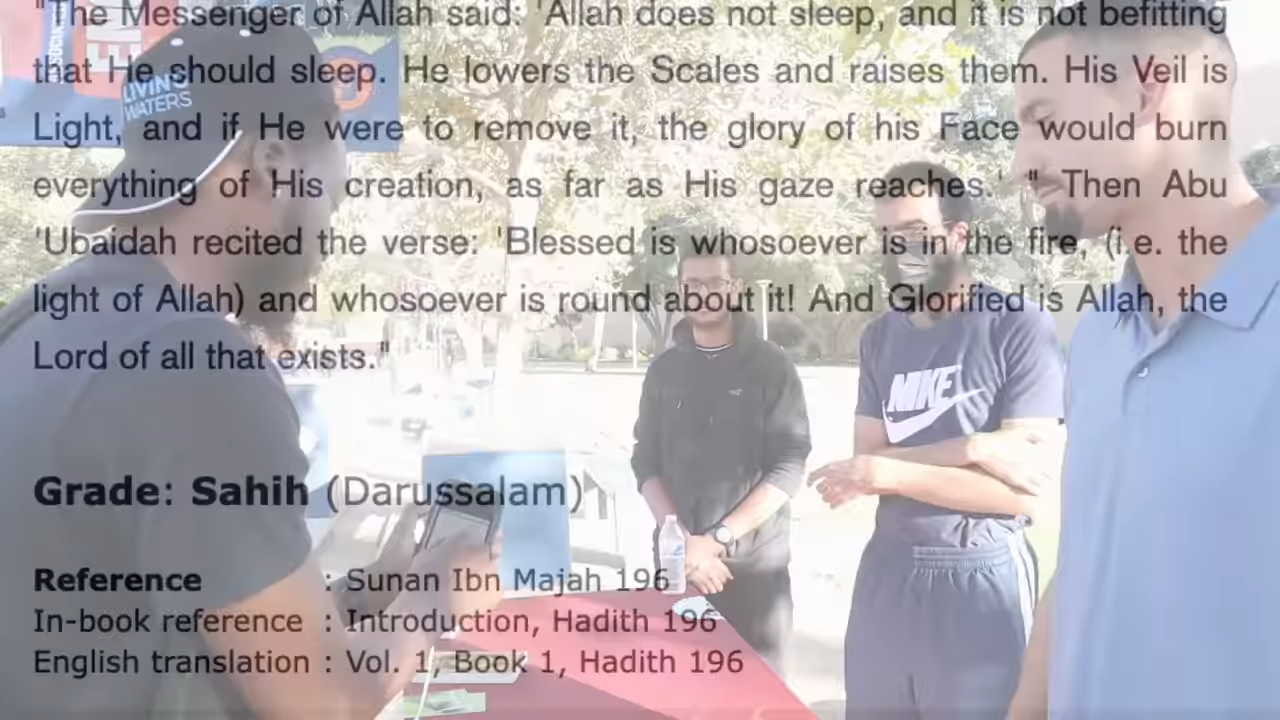 "The Messenger of Allah said: 'Allah does not sleep, and it is not befitting
that He should sleep. He lowers the Scales and raises them. His Veil is
Light, and if He were to remove it, the glory of his Face would burn
everything of His creation, as far as His gaze reaches.' " Then Abu
'Ubaidah recited the verse: 'Blessed is whosoever is in the fire, (i.e. the
light of Allah) and whosoever is round about it! And Glorified is Allah, the
Lord of all that exists."
Grade: Sahih (Darussalam)
Reference : Sunan Ibn Majah 196
In-book reference : Introduction, Hadith 196
English translation : Vol. 1, Book 1, Hadith 196
LIVING
WATERS
NIKE